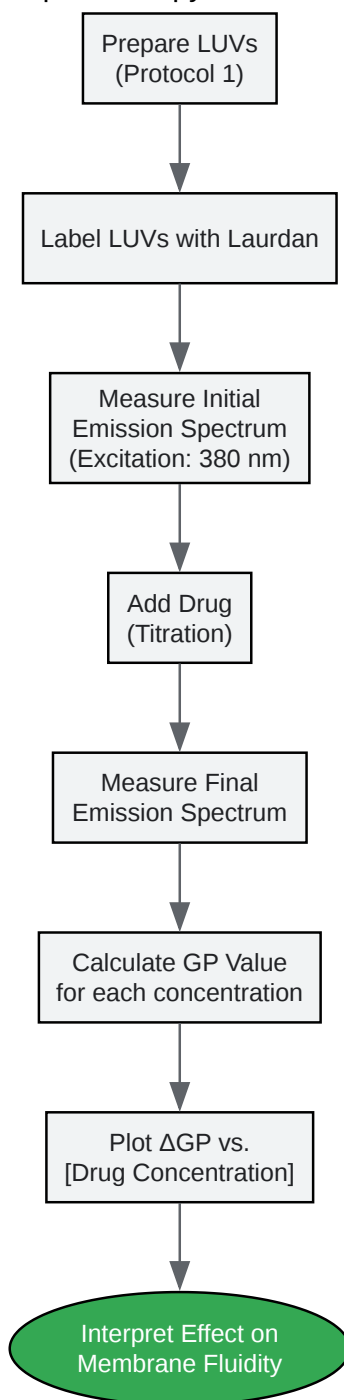 Prepare LUVs
(Protocol 1)
Label LUVs with Laurdan
Measure Initial
Emission Spectrum
(Excitation: 380 nm)
Add Drug
(Titration)
Measure Final
Emission Spectrum
Calculate GP Value
for each concentration
Plot ΔGP vs.
[Drug Concentration]
Interpret Effect on
Membrane Fluidity